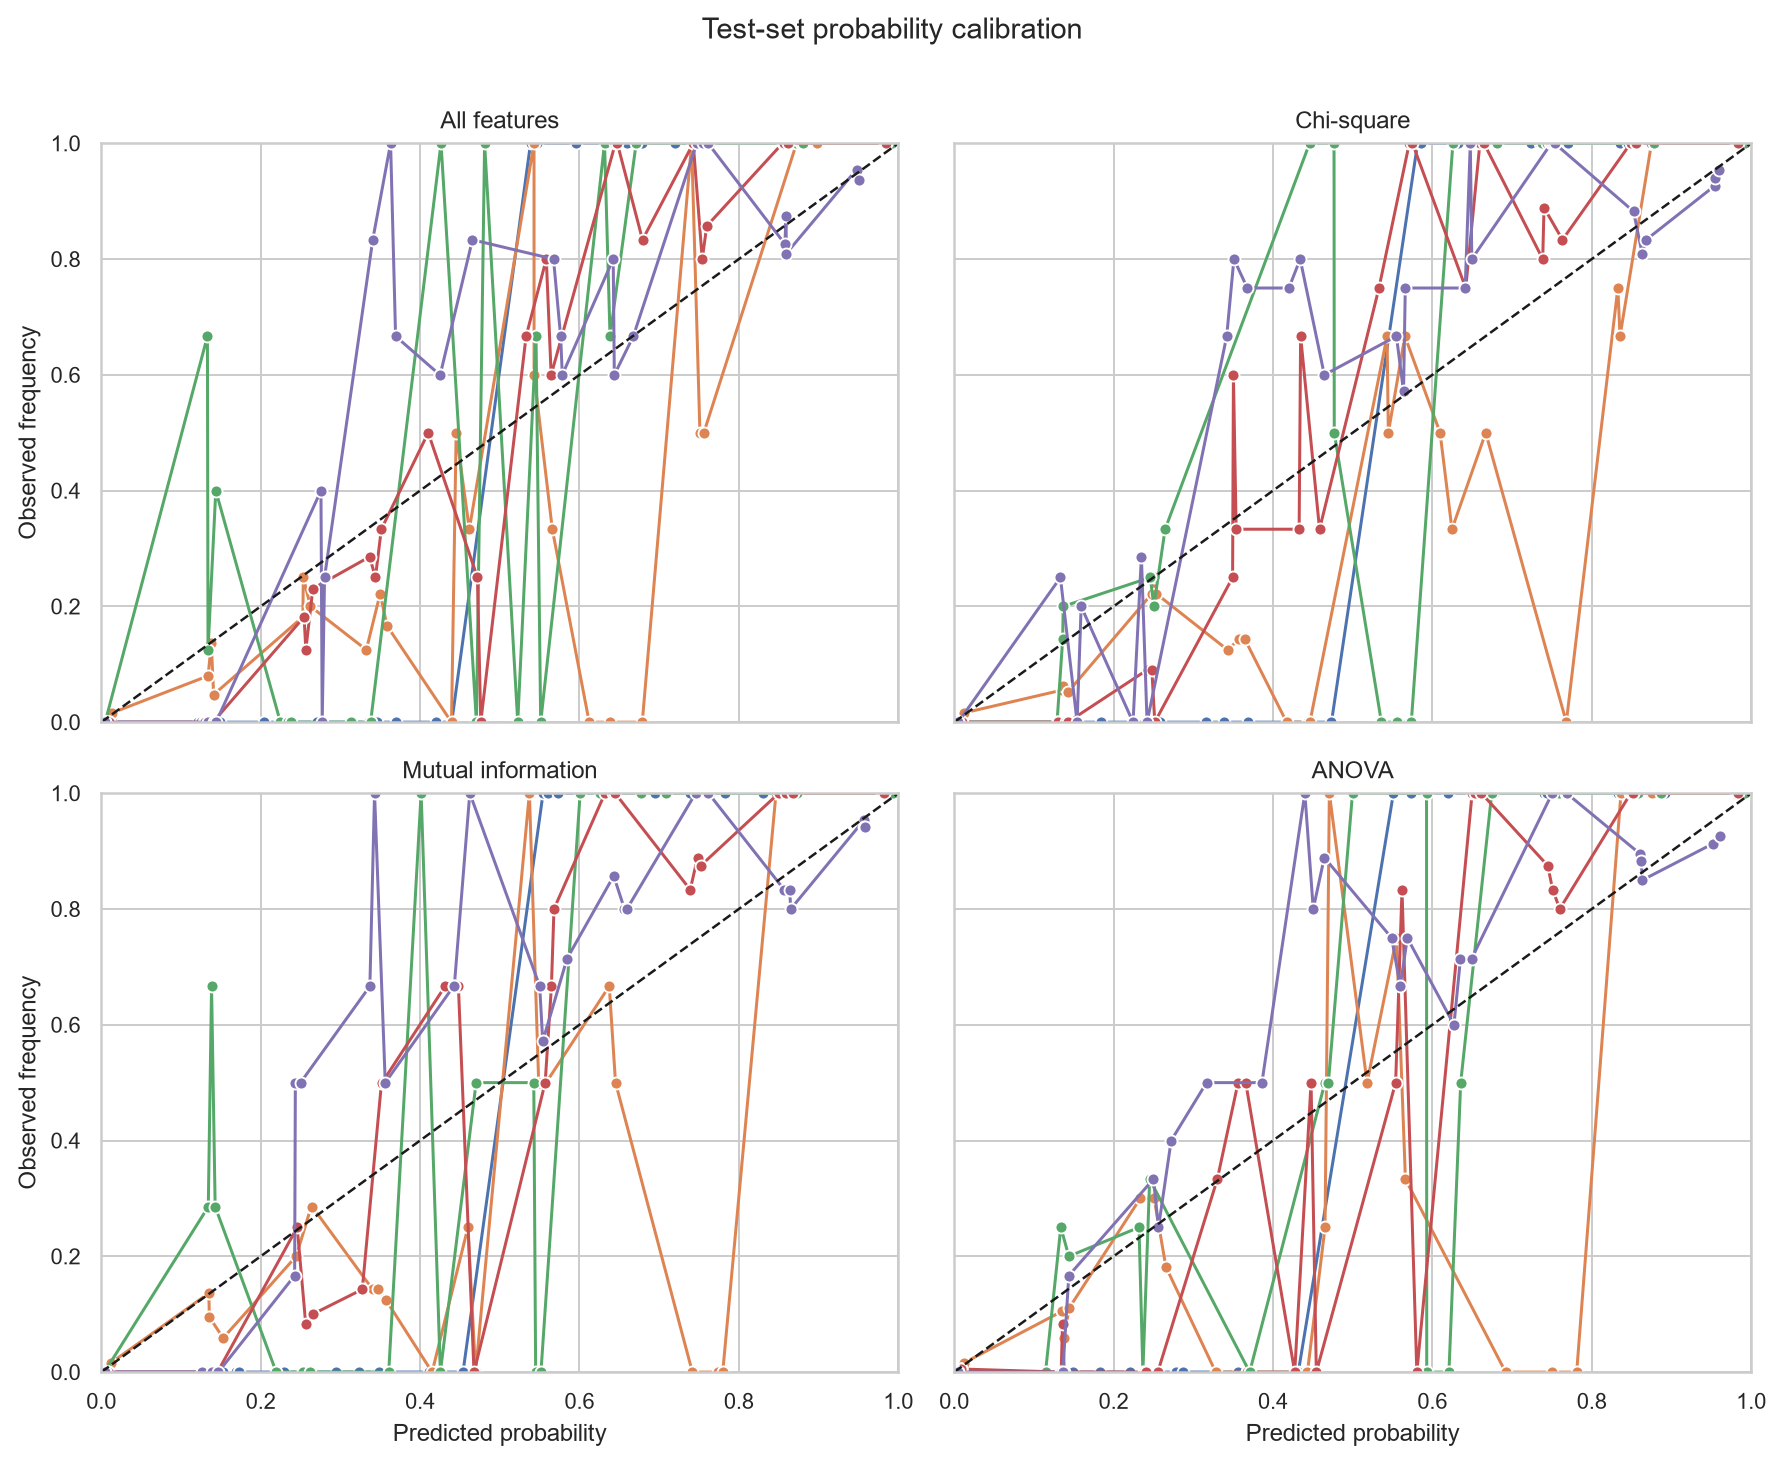 Test-set probability calibration
All features
Chi-square
1.0
0.8
0.6
0.4
0.2
0.0
Observed frequency
Mutual information
ANOVA
1.0
0.8
0.6
0.4
0.2
0.0
Observed frequency
0.0 0.2 0.4 0.6 0.8 1.0
0.0 0.2 0.4 0.6 0.8 1.0
Predicted probability
Predicted probability